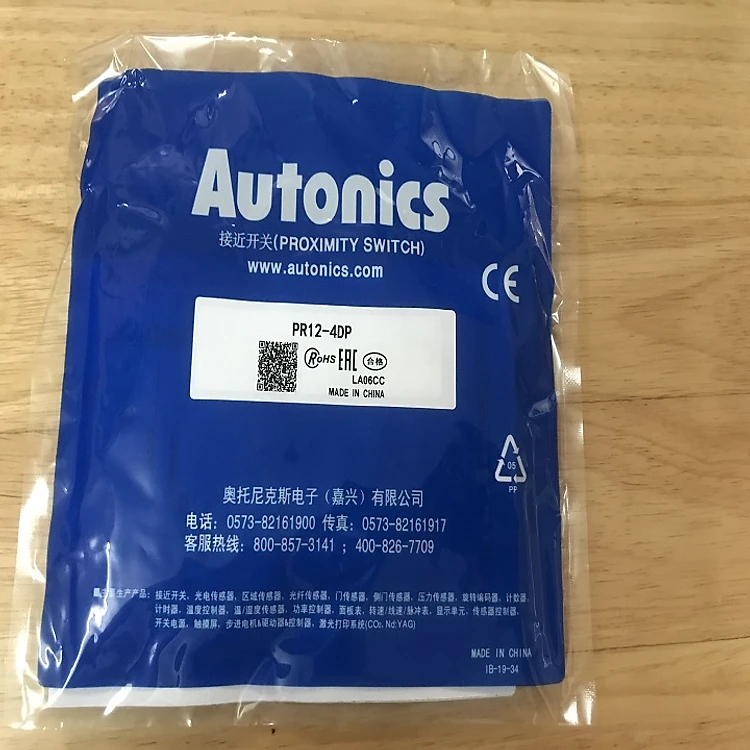 Autonics
接近开关(PROXIMITY SWITCH)
www.autonics.com
CE
PR12-4DP
RoHS EAC 合格
LA06CC
MADE IN CHINA
05
PP
奥托尼克斯电子（嘉兴）有限公司
电话: 0573-82161900 传真: 0573-82161917
客服热线: 800-857-3141 ; 400-826-7709
■主要生产产品: 接近开关, 光电传感器, 区域传感器, 光纤传感器, 门传感器, 侧门传感器, 压力传感器, 旋转编码器, 计数器,
计时器, 温度控制器, 温/湿度传感器, 功率控制器, 面板表, 转速/线速/脉冲表, 显示单元, 传感器控制器,
开关电源, 触摸屏, 步进电机&驱动器&控制器, 激光打印系统(CO₂, Nd:YAG)
MADE IN CHINA
IB-19-34